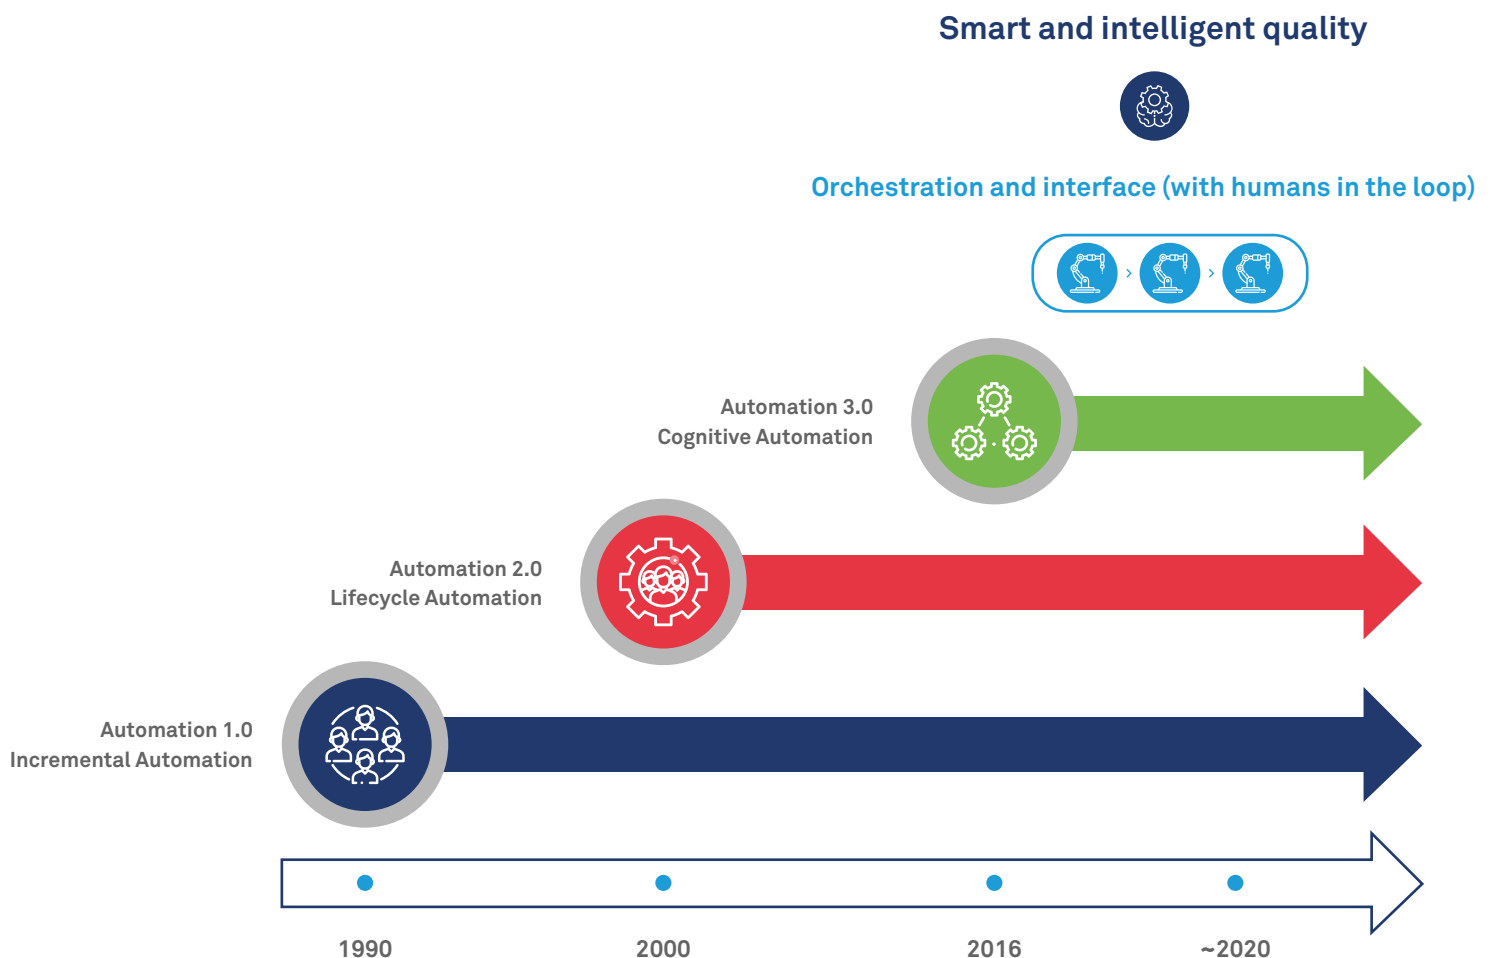 Smart and intelligent quality
Orchestration and interface (with humans in the loop)
Automation 3.0
Cognitive Automation
Automation 2.0
Lifecycle Automation
Automation 1.0
Incremental Automation
1990 2000 2016 ~2020